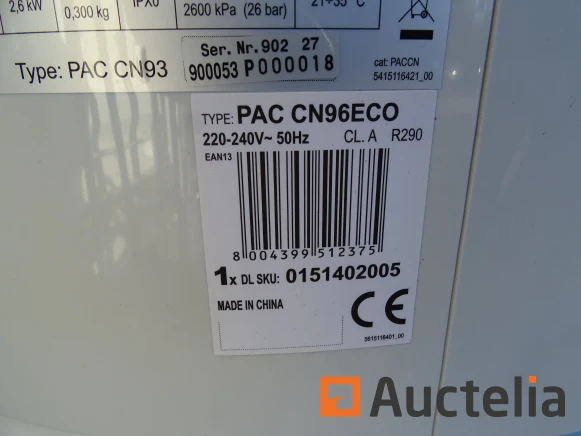 2,6 kW 0,300 kg IPX0 2600 kPa (26 bar) 21÷35°C
Type: PAC CN93
Ser. Nr. 902 27
900053 P000018
cat: PACCN
5415116421_00
TYPE: PAC CN96ECO
220-240V~ 50Hz CL. A R290
EAN13
8 004399 512375
1x DL SKU: 0151402005
MADE IN CHINA
CE
5615116401_00
Auctelia